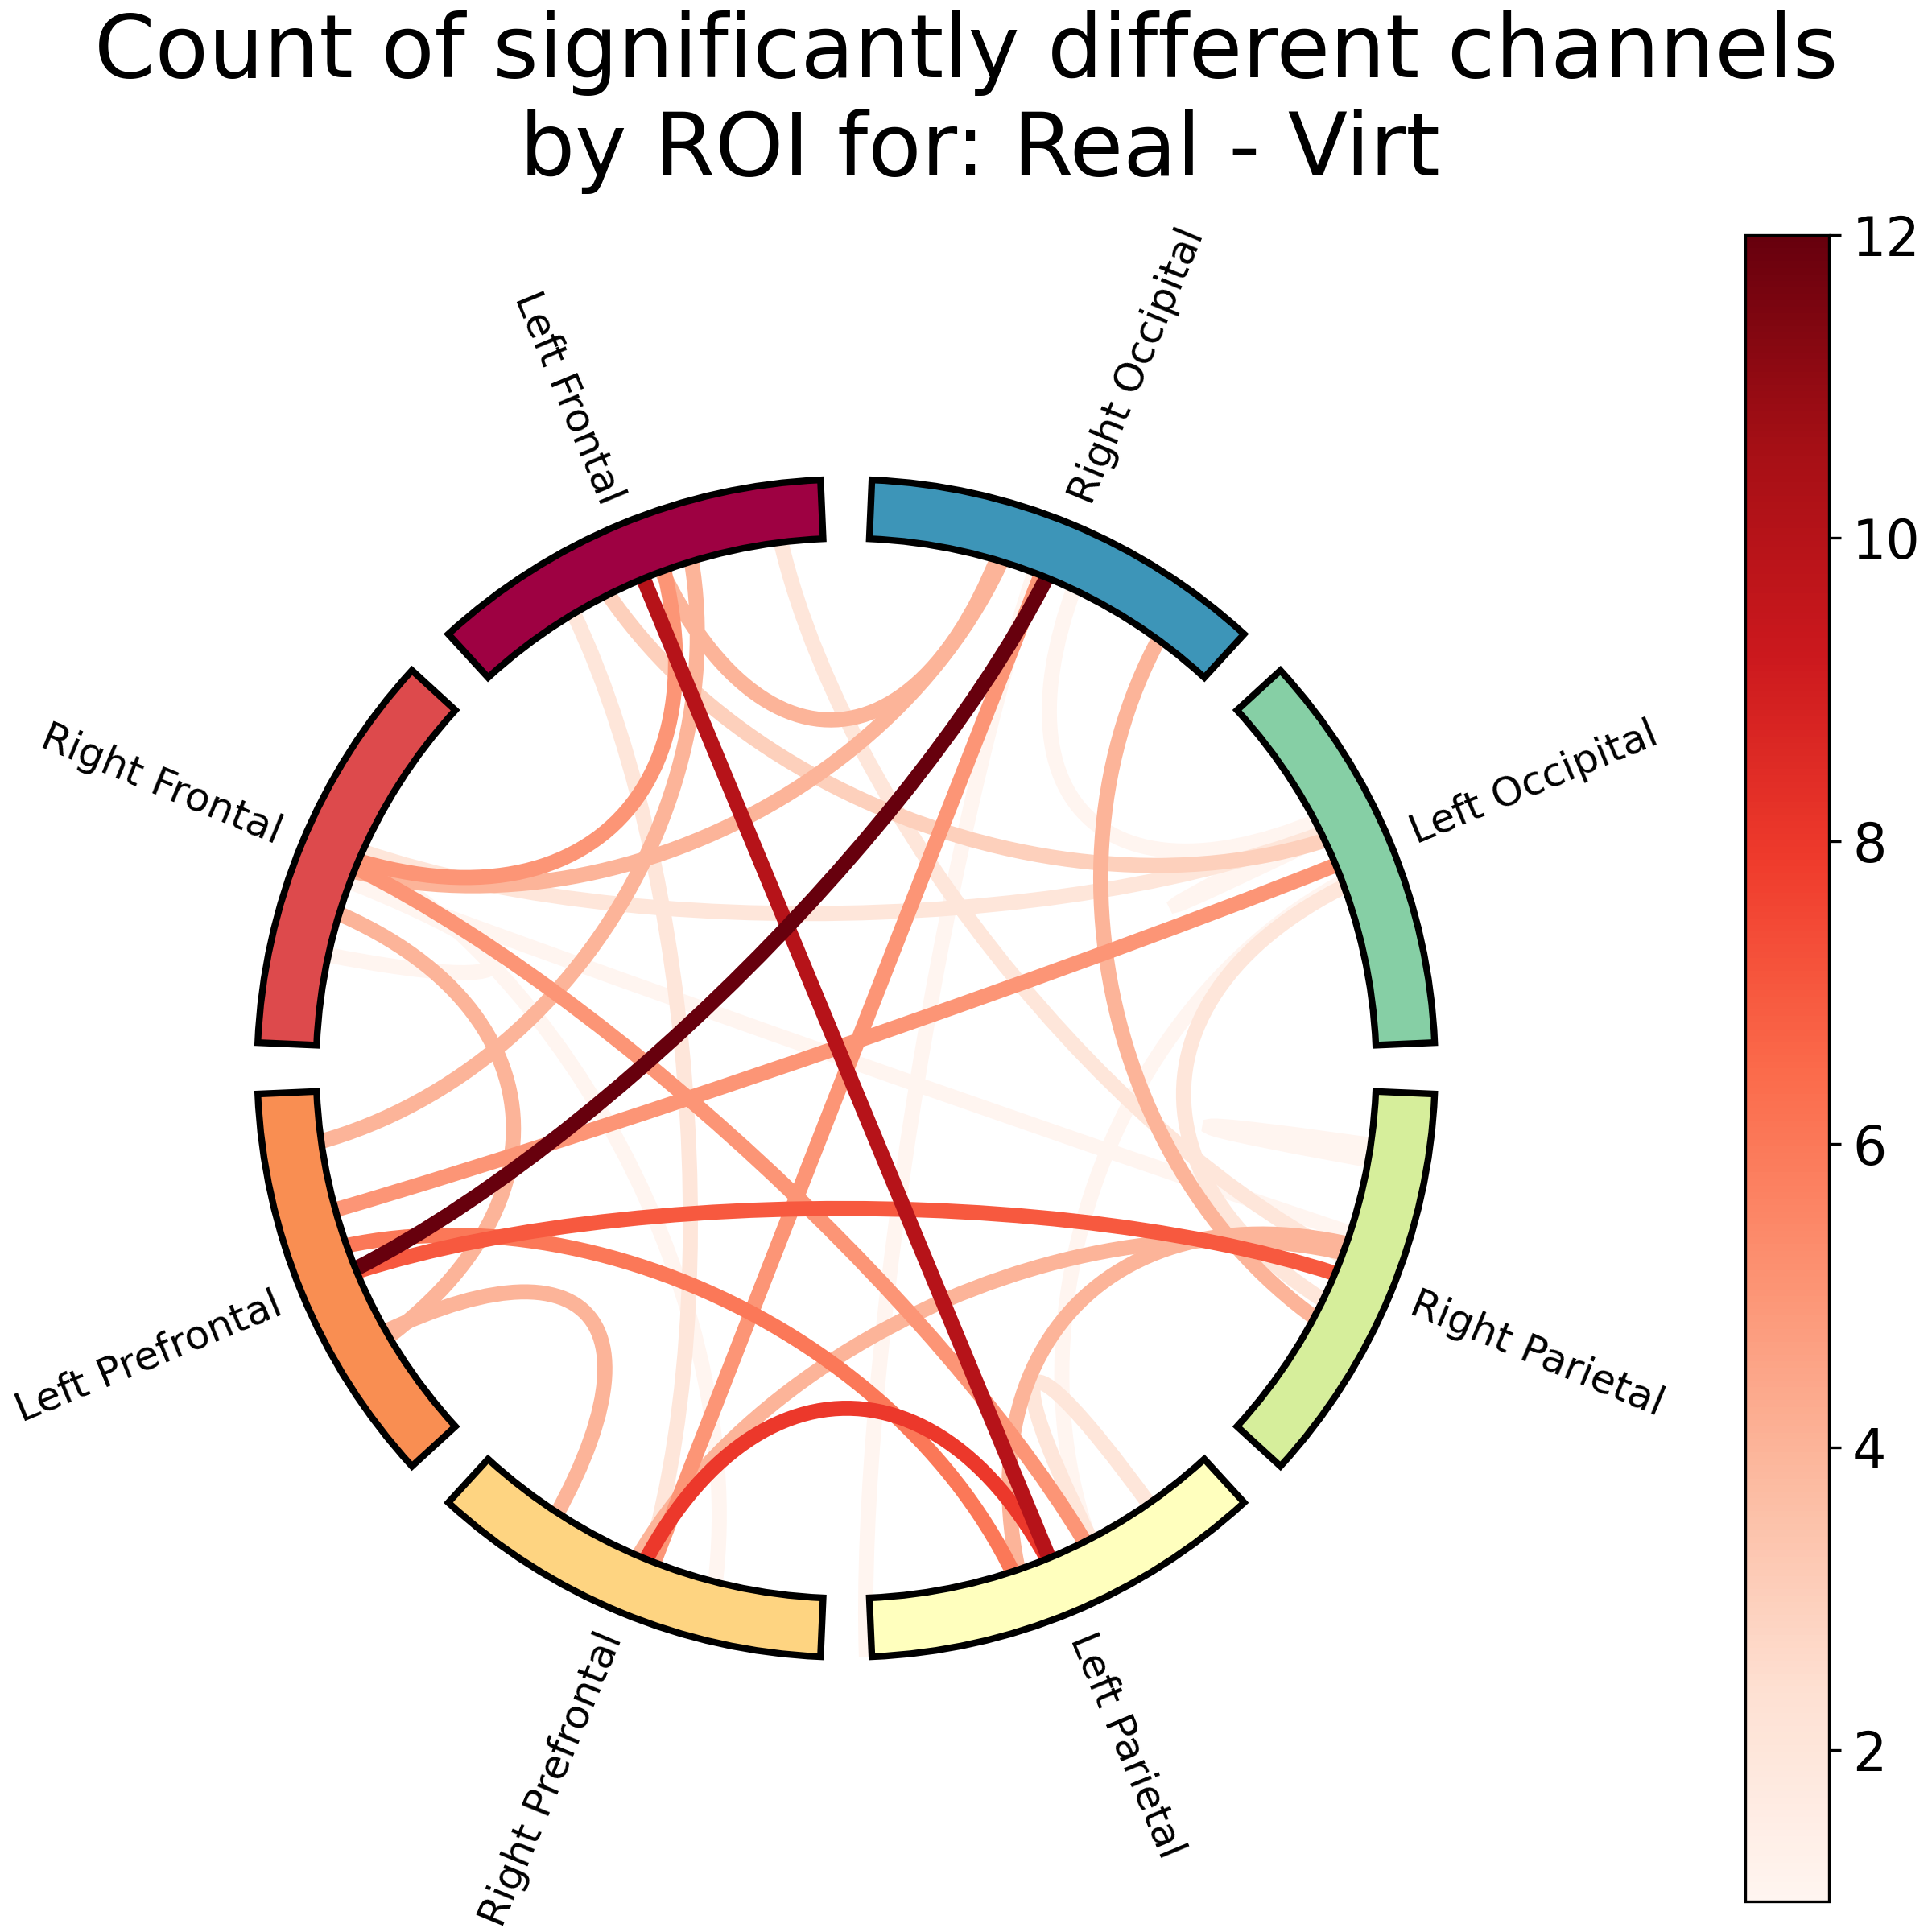 Count of significantly different channels
by ROI for: Real - Virt
Left Frontal
Right Occipital
Right Frontal
Left Occipital
Left Prefrontal
Right Parietal
Right Prefrontal
Left Parietal
12
10
8
6
4
2